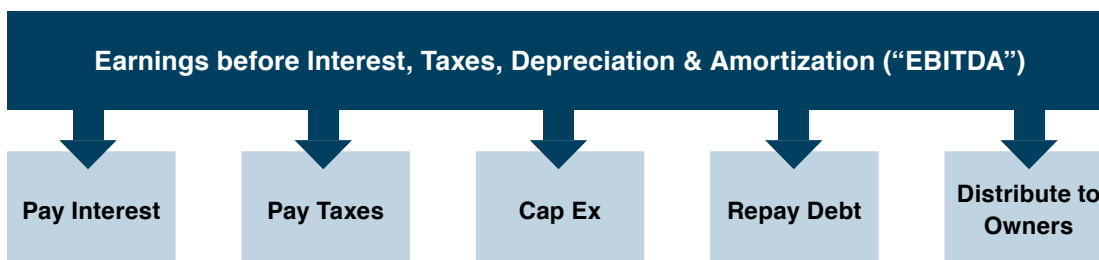 Earnings before Interest, Taxes, Depreciation & Amortization (“EBITDA”)
Pay Interest
Pay Taxes
Cap Ex
Repay Debt
Distribute to
Owners